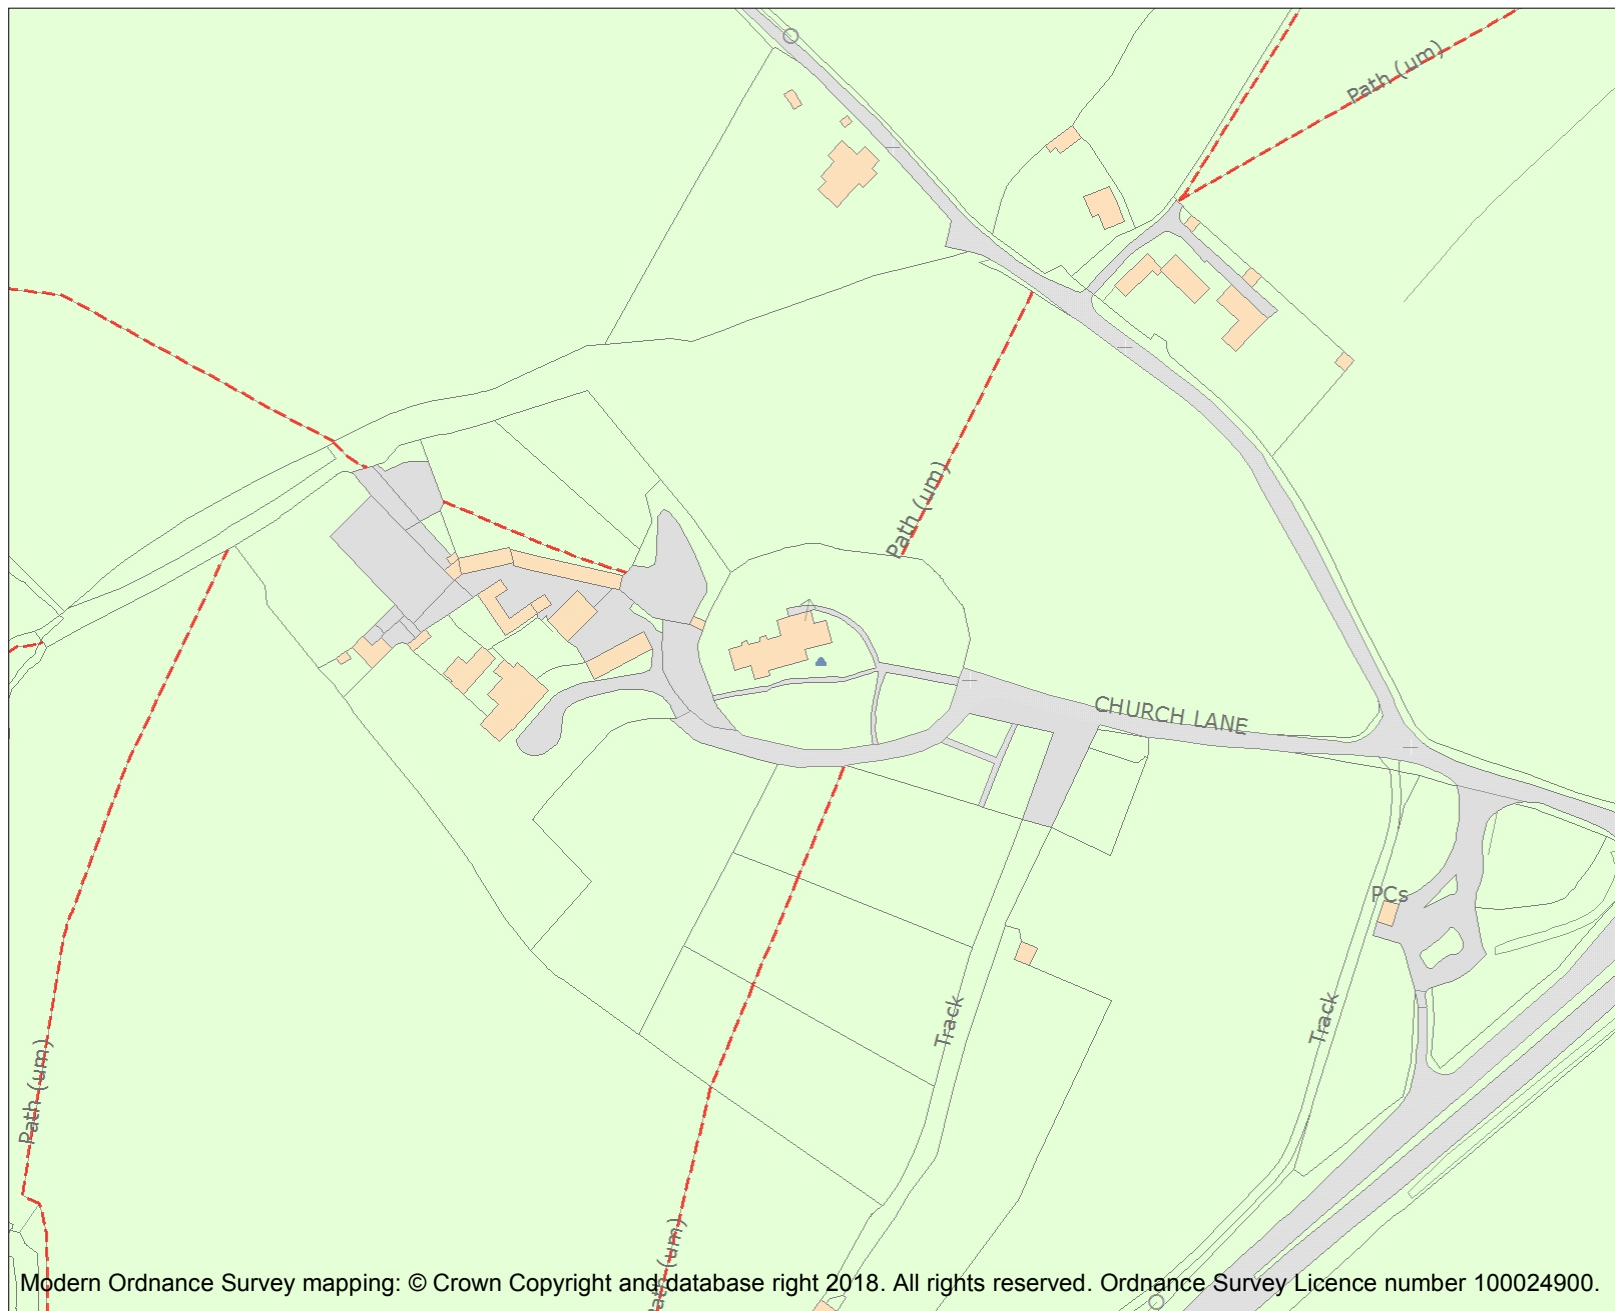 Path (um)
Path (um)
CHURCH LANE
PCs
Track
Track
Path (um)
Path (um)
Modern Ordnance Survey mapping: © Crown Copyright and database right 2018. All rights reserved. Ordnance Survey Licence number 100024900.